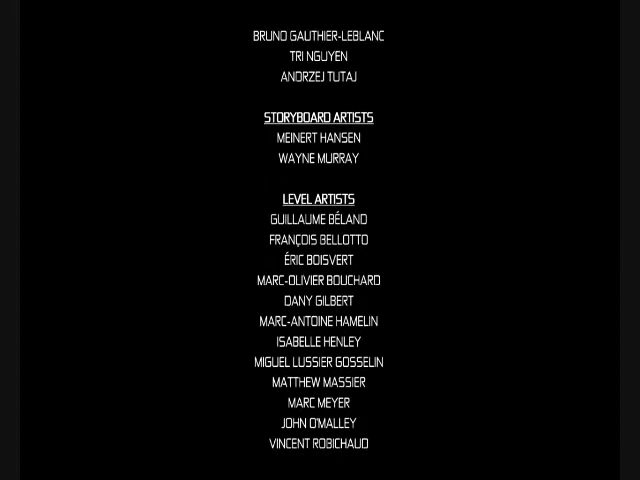 BRUNO GAUTHIER-LEBLANC
TRI NGUYEN
ANDRZEJ TUTAJ
STORYBOARD ARTISTS
MEINERT HANSEN
WAYNE MURRAY
LEVEL ARTISTS
GUILLAUME BÉLAND
FRANÇOIS BELLOTTO
ÉRIC BOISVERT
MARC-OLIVIER BOUCHARD
DANY GILBERT
MARC-ANTOINE HAMELIN
ISABELLE HENLEY
MIGUEL LUSSIER GOSSELIN
MATTHEW MASSIER
MARC MEYER
JOHN O'MALLEY
VINCENT ROBICHAUD